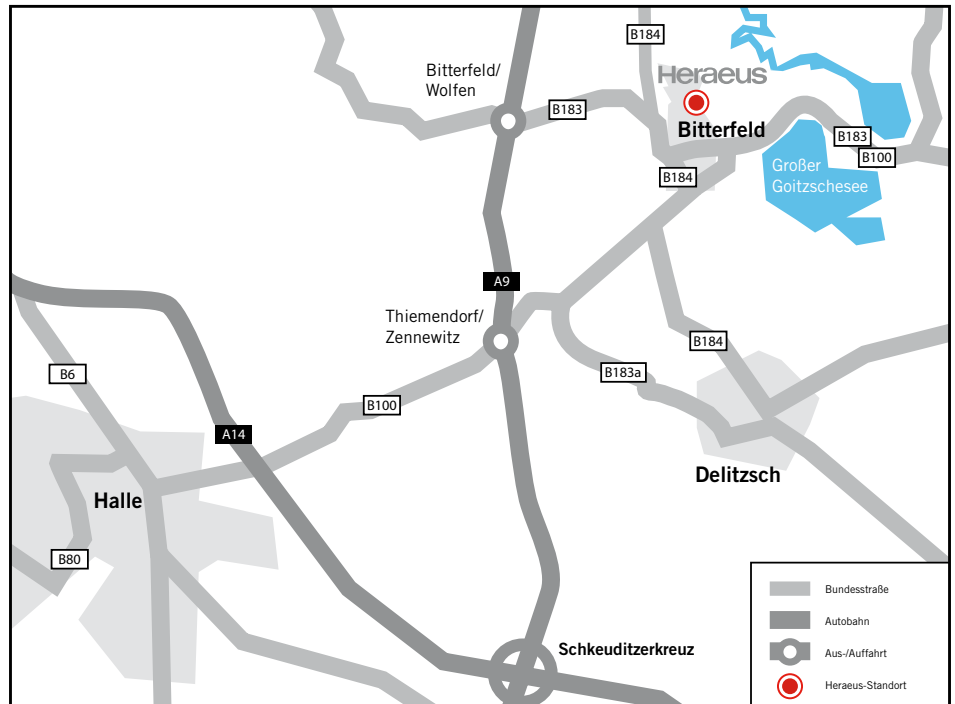 B184
Heraeus
Bitterfeld/
Wolfen
B183
Bitterfeld
B183
B100
Großer
Goitzschesee
B184
A9
Thiemendorf/
Zennewitz
B184
B6
B183a
B100
A14
Delitzsch
Halle
B80
Schkeuditzerkreuz
Bundesstraße
Autobahn
Aus-/Auffahrt
Heraeus-Standort